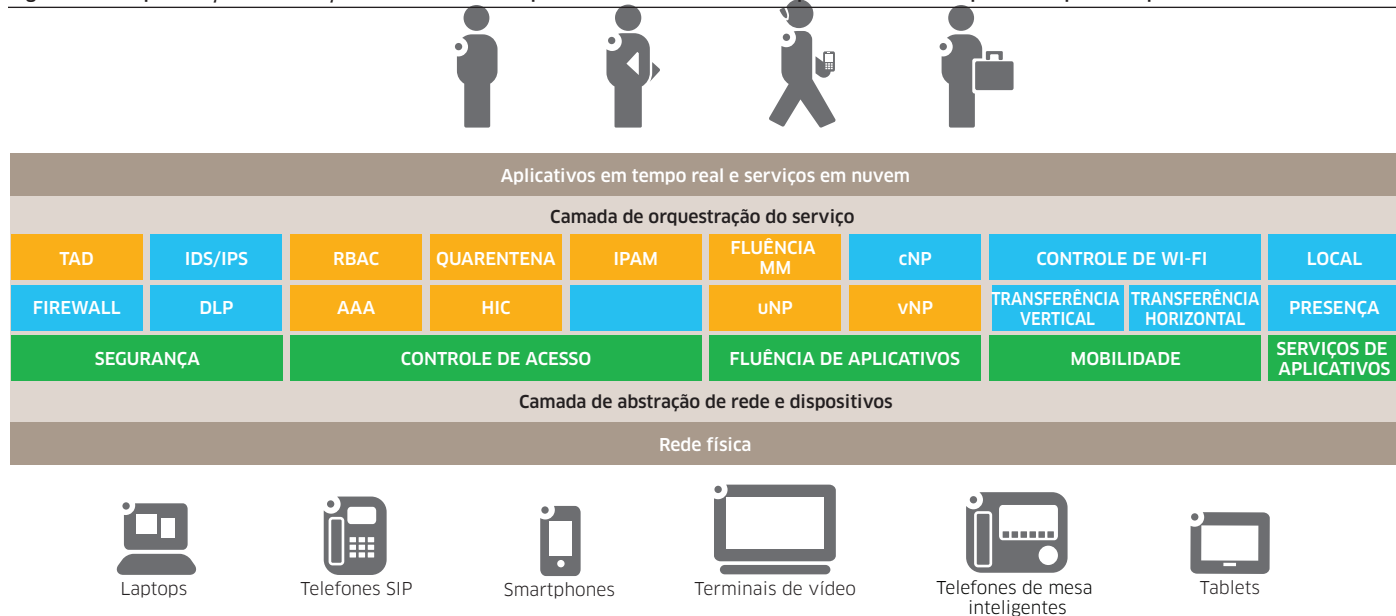 Aplicativos em tempo real e serviços em nuvem
Camada de orquestração do serviço
TAD
IDS/IPS
RBAC
QUARENTENA
IPAM
FLUÊNCIA
MM
cNP
CONTROLE DE WI-FI
LOCAL
FIREWALL
DLP
AAA
HIC
uNP
vNP
TRANSFERÊNCIA
VERTICAL
TRANSFERÊNCIA
HORIZONTAL
PRESENÇA
SEGURANÇA
CONTROLE DE ACESSO
FLUÊNCIA DE APLICATIVOS
MOBILIDADE
SERVIÇOS DE
APLICATIVOS
Camada de abstração de rede e dispositivos
Rede física
Laptops
Telefones SIP
Smartphones
Terminais de vídeo
Telefones de mesa
inteligentes
Tablets